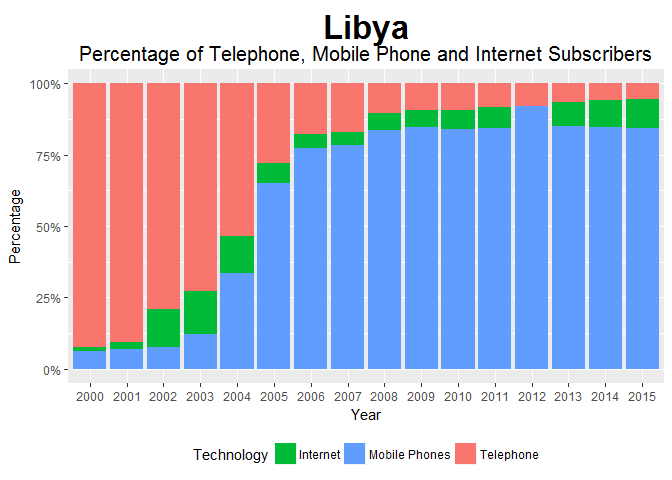 Libya
Percentage of Telephone, Mobile Phone and Internet Subscribers
100%
75%
50%
25%
0%
Percentage
2000 2001 2002 2003 2004 2005 2006 2007 2008 2009 2010 2011 2012 2013 2014 2015
Year
Technology Internet Mobile Phones Telephone